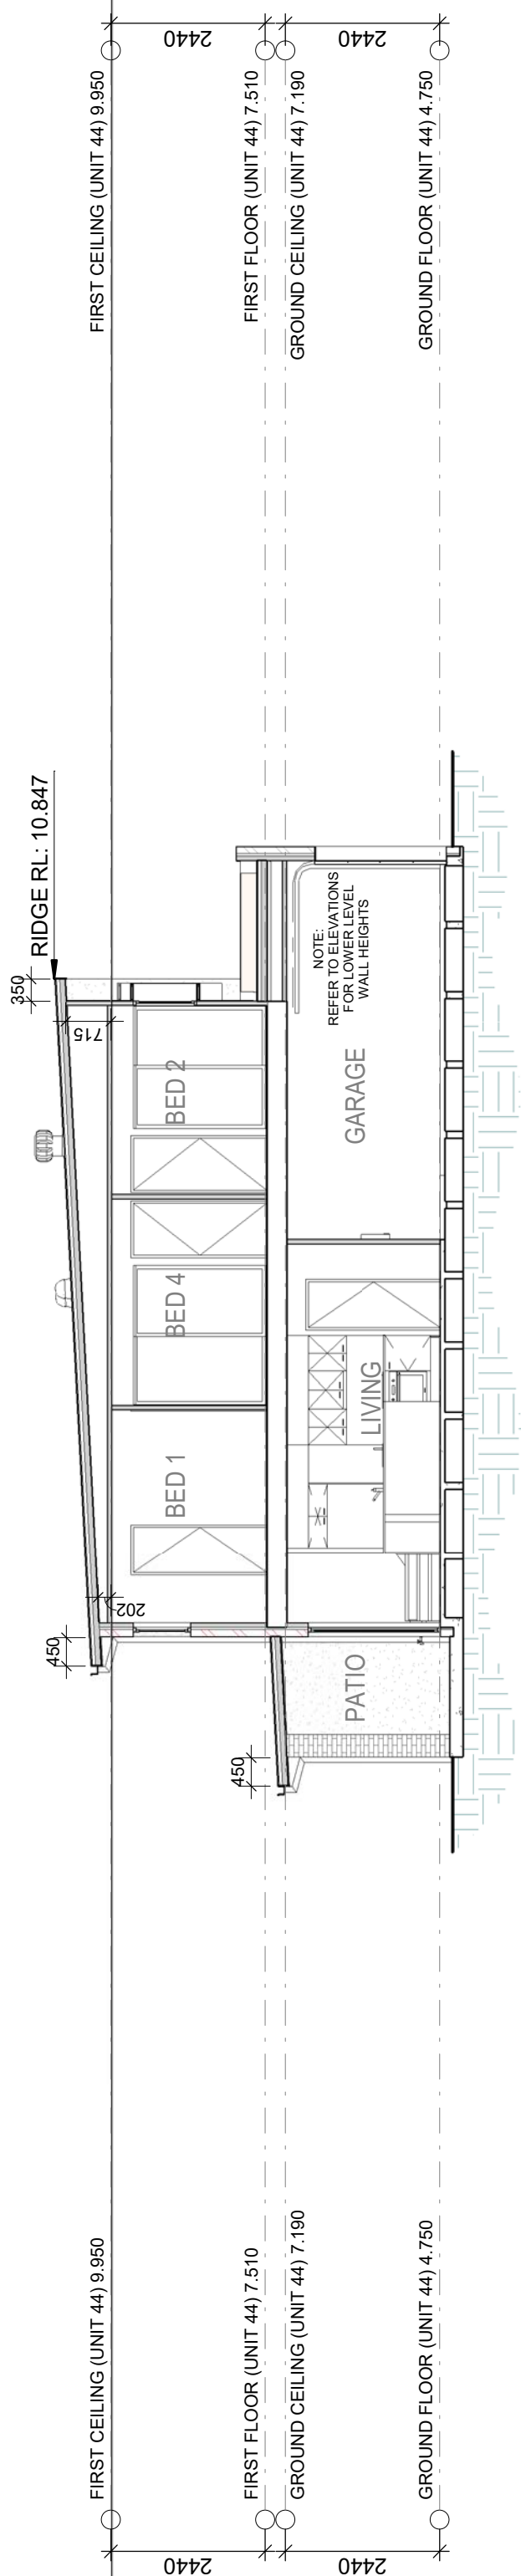 2440
2440
FIRST CEILING (UNIT 44) 9.950
FIRST FLOOR (UNIT 44) 7.510
GROUND CEILING (UNIT 44) 7.190
GROUND FLOOR (UNIT 44) 4.750
RIDGE RL: 10.847
350
715
NOTE:
REFER TO ELEVATIONS
FOR LOWER LEVEL
WALL HEIGHTS
BED 2
GARAGE
BED 4
LIVING
BED 1
202
450
PATIO
450
FIRST CEILING (UNIT 44) 9.950
FIRST FLOOR (UNIT 44) 7.510
GROUND CEILING (UNIT 44) 7.190
GROUND FLOOR (UNIT 44) 4.750
2440
2440